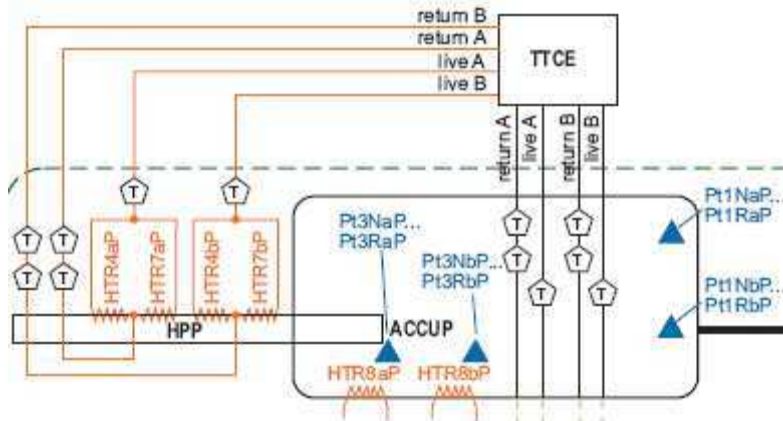 return B
return A
live A
live B
TTCE
return A
live A
return B
live B
T
T
T
T
T
T
T
T
T
T
T
T
HTR4aP
HTR7aP
HTR4bP
HTR7bP
Pt3NaP...
Pt3RaP
Pt3NbP...
Pt3RbP
Pt1NaP...
Pt1RaP
Pt1NbP...
Pt1RbP
HPP
ACCUP
HTR8aP
HTR8bP